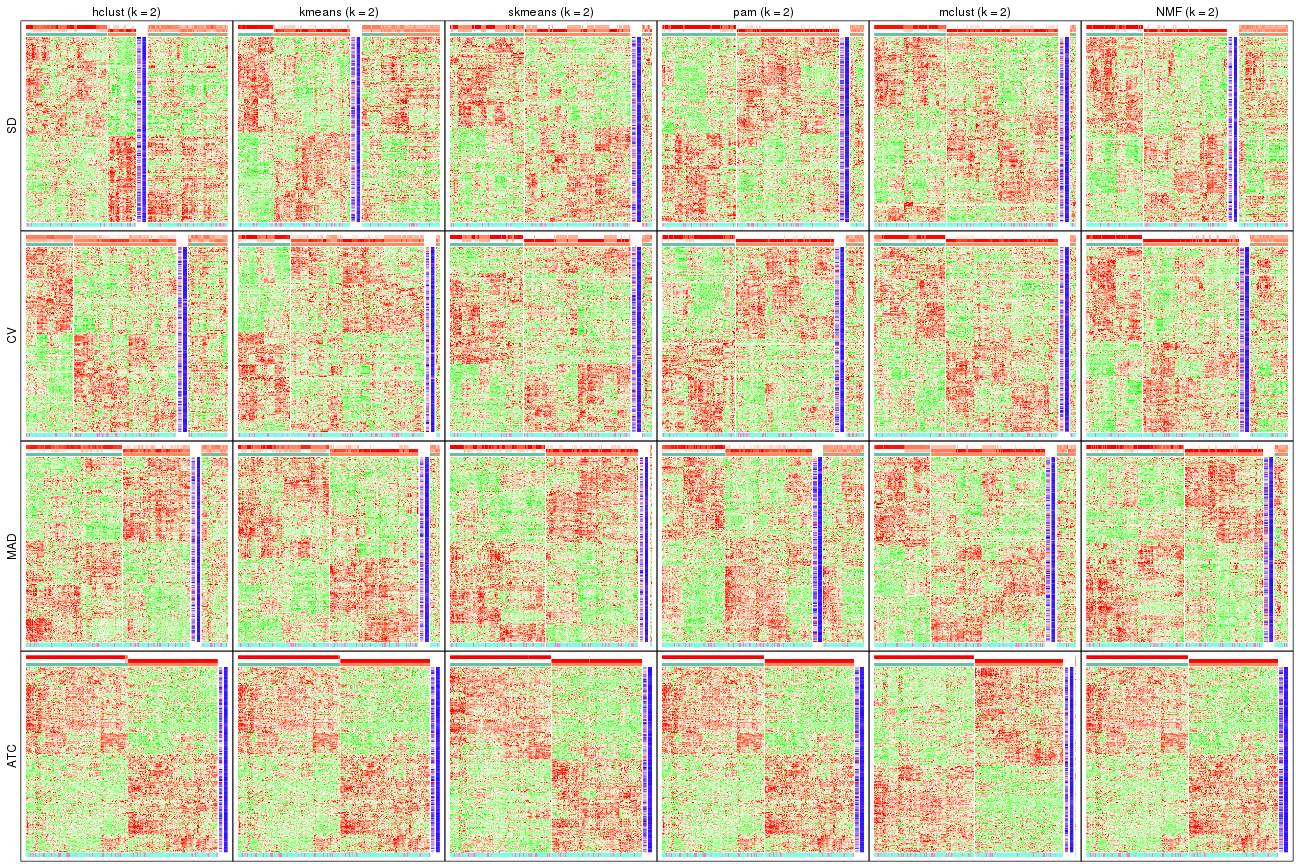 hclust (k = 2) kmeans (k = 2) skmeans (k = 2) pam (k = 2) mclust (k = 2) NMF (k = 2)
SD
CV
MAD
ATC